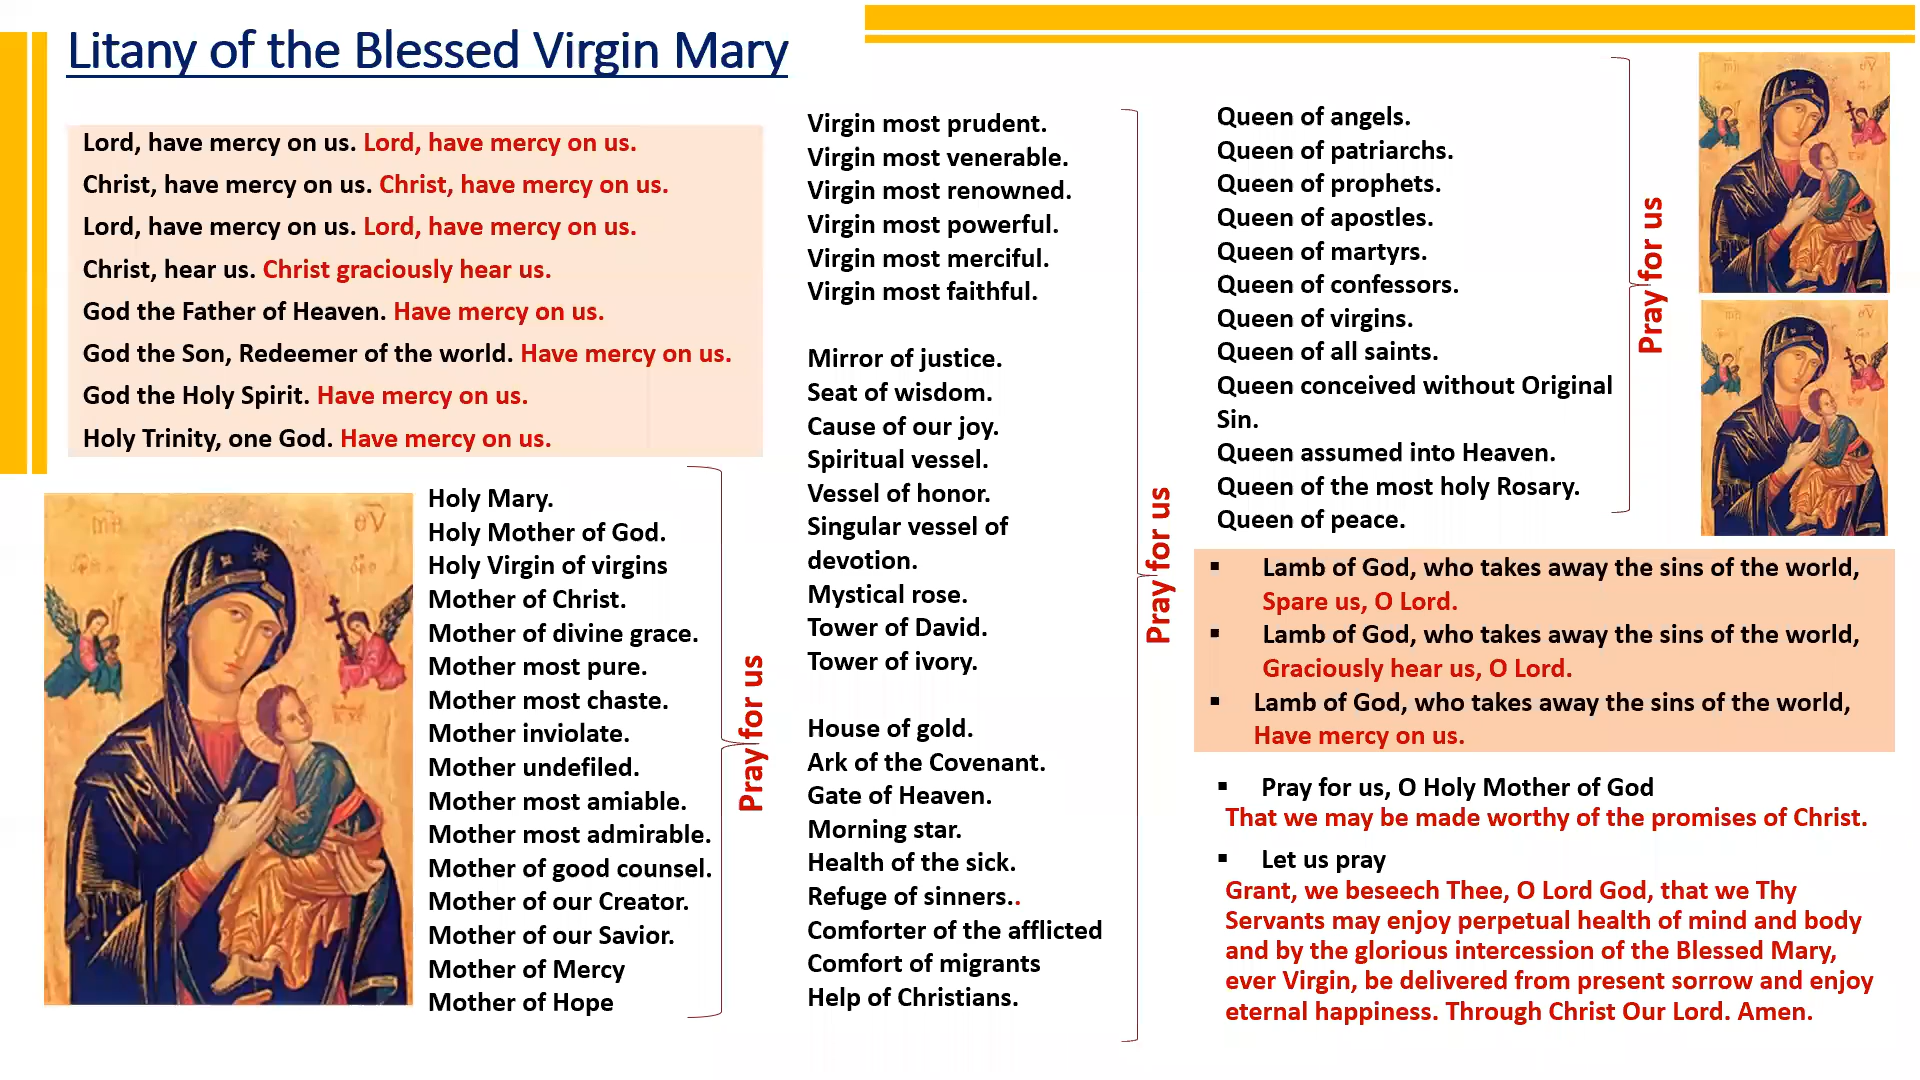 Litany of the Blessed Virgin Mary
Lord, have mercy on us. Lord, have mercy on us.
Christ, have mercy on us. Christ, have mercy on us.
Lord, have mercy on us. Lord, have mercy on us.
Christ, hear us. Christ graciously hear us.
God the Father of Heaven. Have mercy on us.
God the Son, Redeemer of the world. Have mercy on us.
God the Holy Spirit. Have mercy on us.
Holy Trinity, one God. Have mercy on us.
Holy Mary.
Holy Mother of God.
Holy Virgin of virgins
Mother of Christ.
Mother of divine grace.
Mother most pure.
Mother most chaste.
Mother inviolate.
Mother undefiled.
Mother most amiable.
Mother most admirable.
Mother of good counsel.
Mother of our Creator.
Mother of our Savior.
Mother of Mercy
Mother of Hope
Pray for us
Virgin most prudent.
Virgin most venerable.
Virgin most renowned.
Virgin most powerful.
Virgin most merciful.
Virgin most faithful.
Mirror of justice.
Seat of wisdom.
Cause of our joy.
Spiritual vessel.
Vessel of honor.
Singular vessel of
devotion.
Mystical rose.
Tower of David.
Tower of ivory.
House of gold.
Ark of the Covenant.
Gate of Heaven.
Morning star.
Health of the sick.
Refuge of sinners..
Comforter of the afflicted
Comfort of migrants
Help of Christians.
Pray for us
Queen of angels.
Queen of patriarchs.
Queen of prophets.
Queen of apostles.
Queen of martyrs.
Queen of confessors.
Queen of virgins.
Queen of all saints.
Queen conceived without Original
Sin.
Queen assumed into Heaven.
Queen of the most holy Rosary.
Queen of peace.
Pray for us
▪ Lamb of God, who takes away the sins of the world,
Spare us, O Lord.
▪ Lamb of God, who takes away the sins of the world,
Graciously hear us, O Lord.
▪ Lamb of God, who takes away the sins of the world,
Have mercy on us.
▪ Pray for us, O Holy Mother of God
That we may be made worthy of the promises of Christ.
▪ Let us pray
Grant, we beseech Thee, O Lord God, that we Thy
Servants may enjoy perpetual health of mind and body
and by the glorious intercession of the Blessed Mary,
ever Virgin, be delivered from present sorrow and enjoy
eternal happiness. Through Christ Our Lord. Amen.